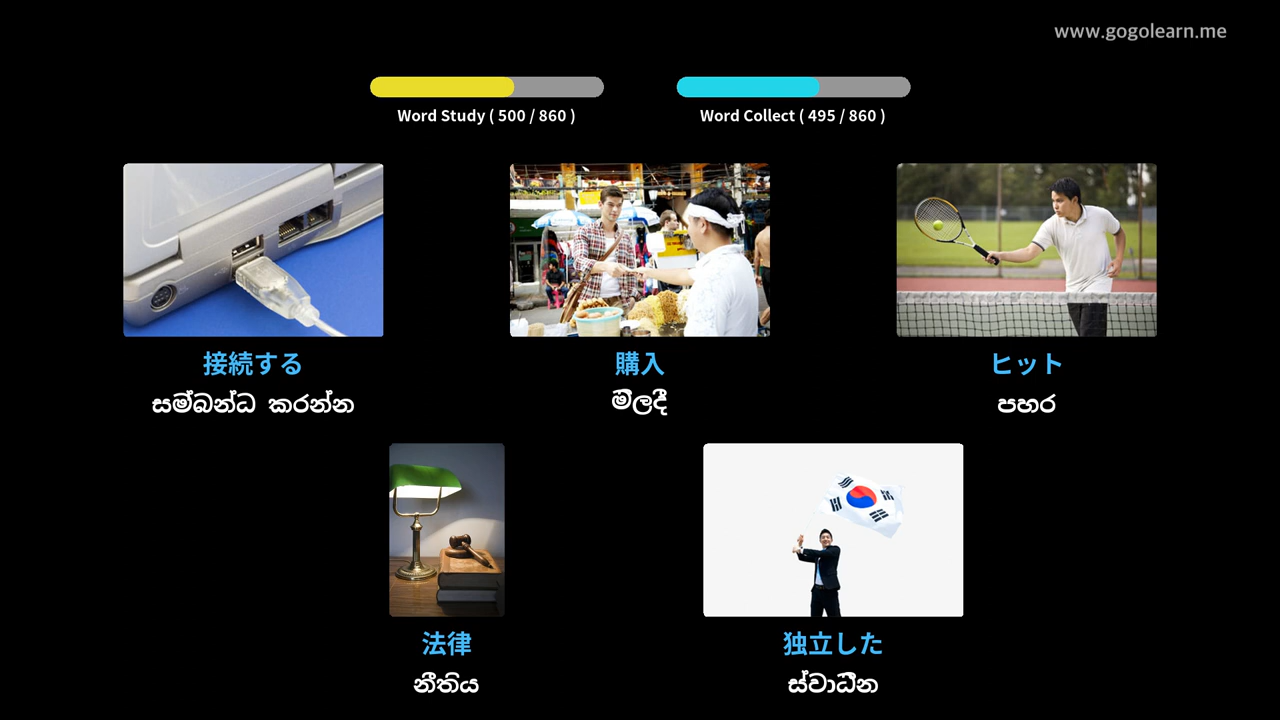 www.gogolearn.me
Word Study ( 500 / 860 )
Word Collect ( 495 / 860 )
接続する
සම්බන්ධ කරන්න
購入
මිලදී
ヒット
පහර
法律
නීතිය
独立した
ස්වාධීන